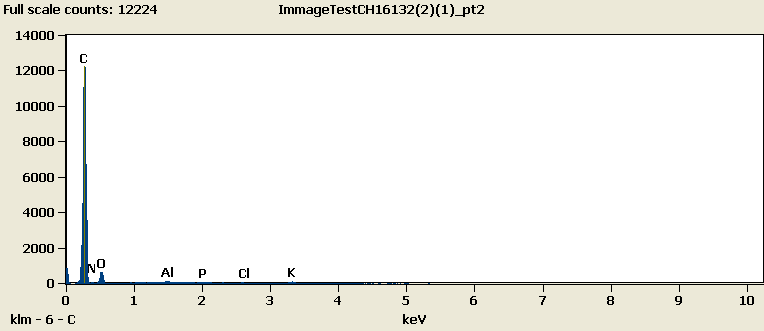 Full scale counts: 12224 ImmageTestCH16132(2)(1)_pt2
14000
12000
10000
8000
6000
4000
2000
0
C
N O Al P Cl K
0 1 2 3 4 5 6 7 8 9 10
klm - 6 - C keV